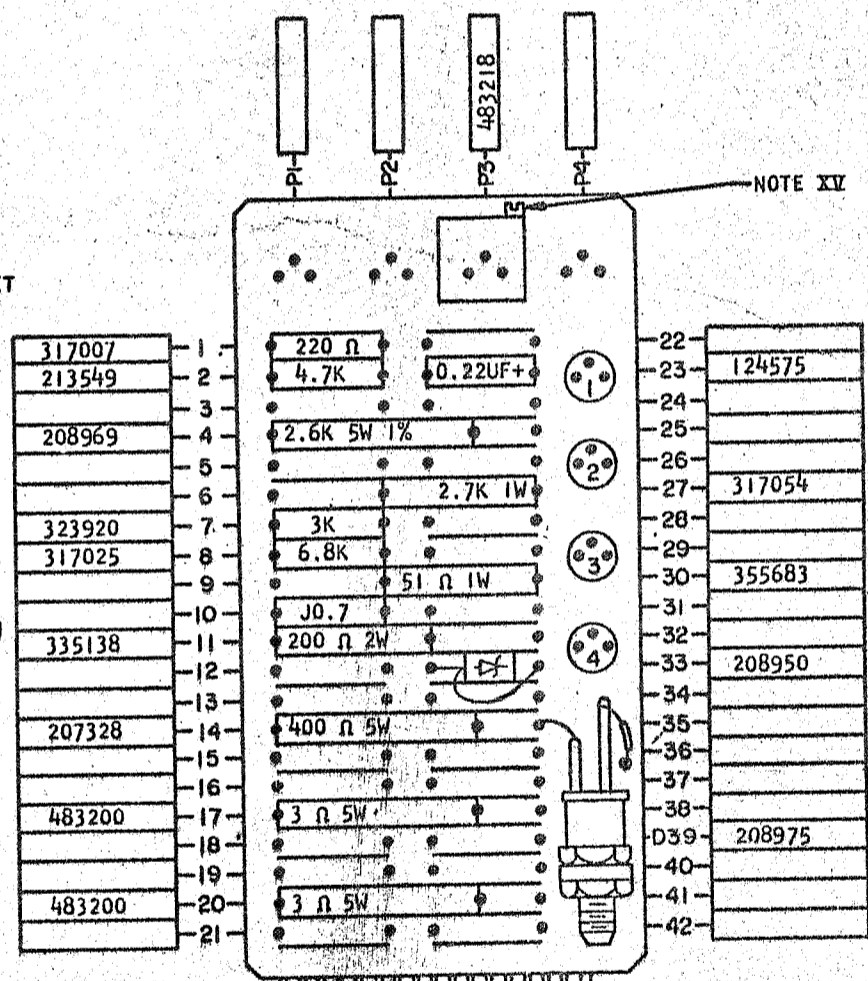 483218
P1 P2 P3 P4
NOTE XV
317007 1 220 Ω 22
213549 2 4.7K 0.22UF+ 1 23 124575
3 24
208969 4 2.6K 5W 1% 25
5 2 26
6 2.7K 1W 27 317054
323920 7 3K 28
317025 8 6.8K 3 29
9 51 Ω 1W 30 355683
10 J0.7 31
335138 11 200 Ω 2W 4 32
12 33 208950
13 34
207328 14 400 Ω 5W 35
15 36
16 37
483200 17 3 Ω 5W 38
18 D39 208975
19 40
483200 20 3 Ω 5W 41
21 42